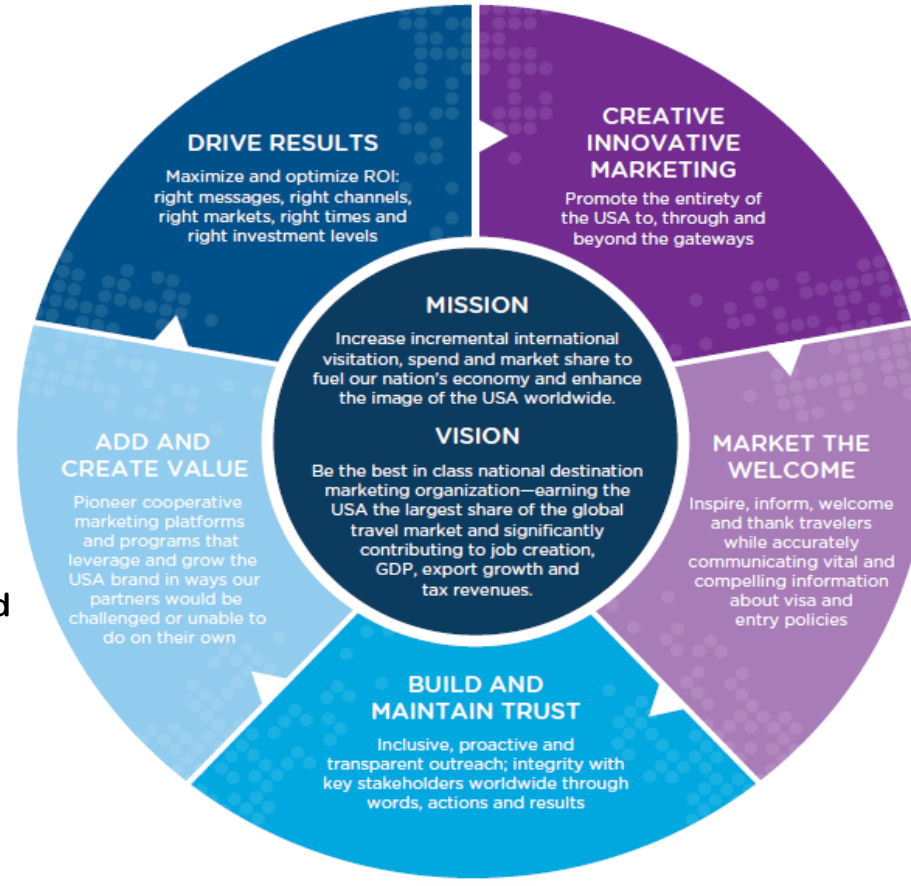 DRIVE RESULTS
Maximize and optimize ROI:
right messages, right channels,
right markets, right times and
right investment levels
CREATIVE
INNOVATIVE
MARKETING
Promote the entirety of
the USA to, through and
beyond the gateways
MISSION
Increase incremental international
visitation, spend and market share to
fuel our nation's economy and enhance
the image of the USA worldwide.
VISION
Be the best in class national destination
marketing organization—earning the
USA the largest share of the global
travel market and significantly
contributing to job creation,
GDP, export growth and
tax revenues.
ADD AND
CREATE VALUE
Pioneer cooperative
marketing platforms
and programs that
leverage and grow the
USA brand in ways our
partners would be
challenged or unable to
do on their own
MARKET THE
WELCOME
Inspire, inform, welcome
and thank travelers
while accurately
communicating vital and
compelling information
about visa and
entry policies
BUILD AND
MAINTAIN TRUST
Inclusive, proactive and
transparent outreach; integrity with
key stakeholders worldwide through
words, actions and results